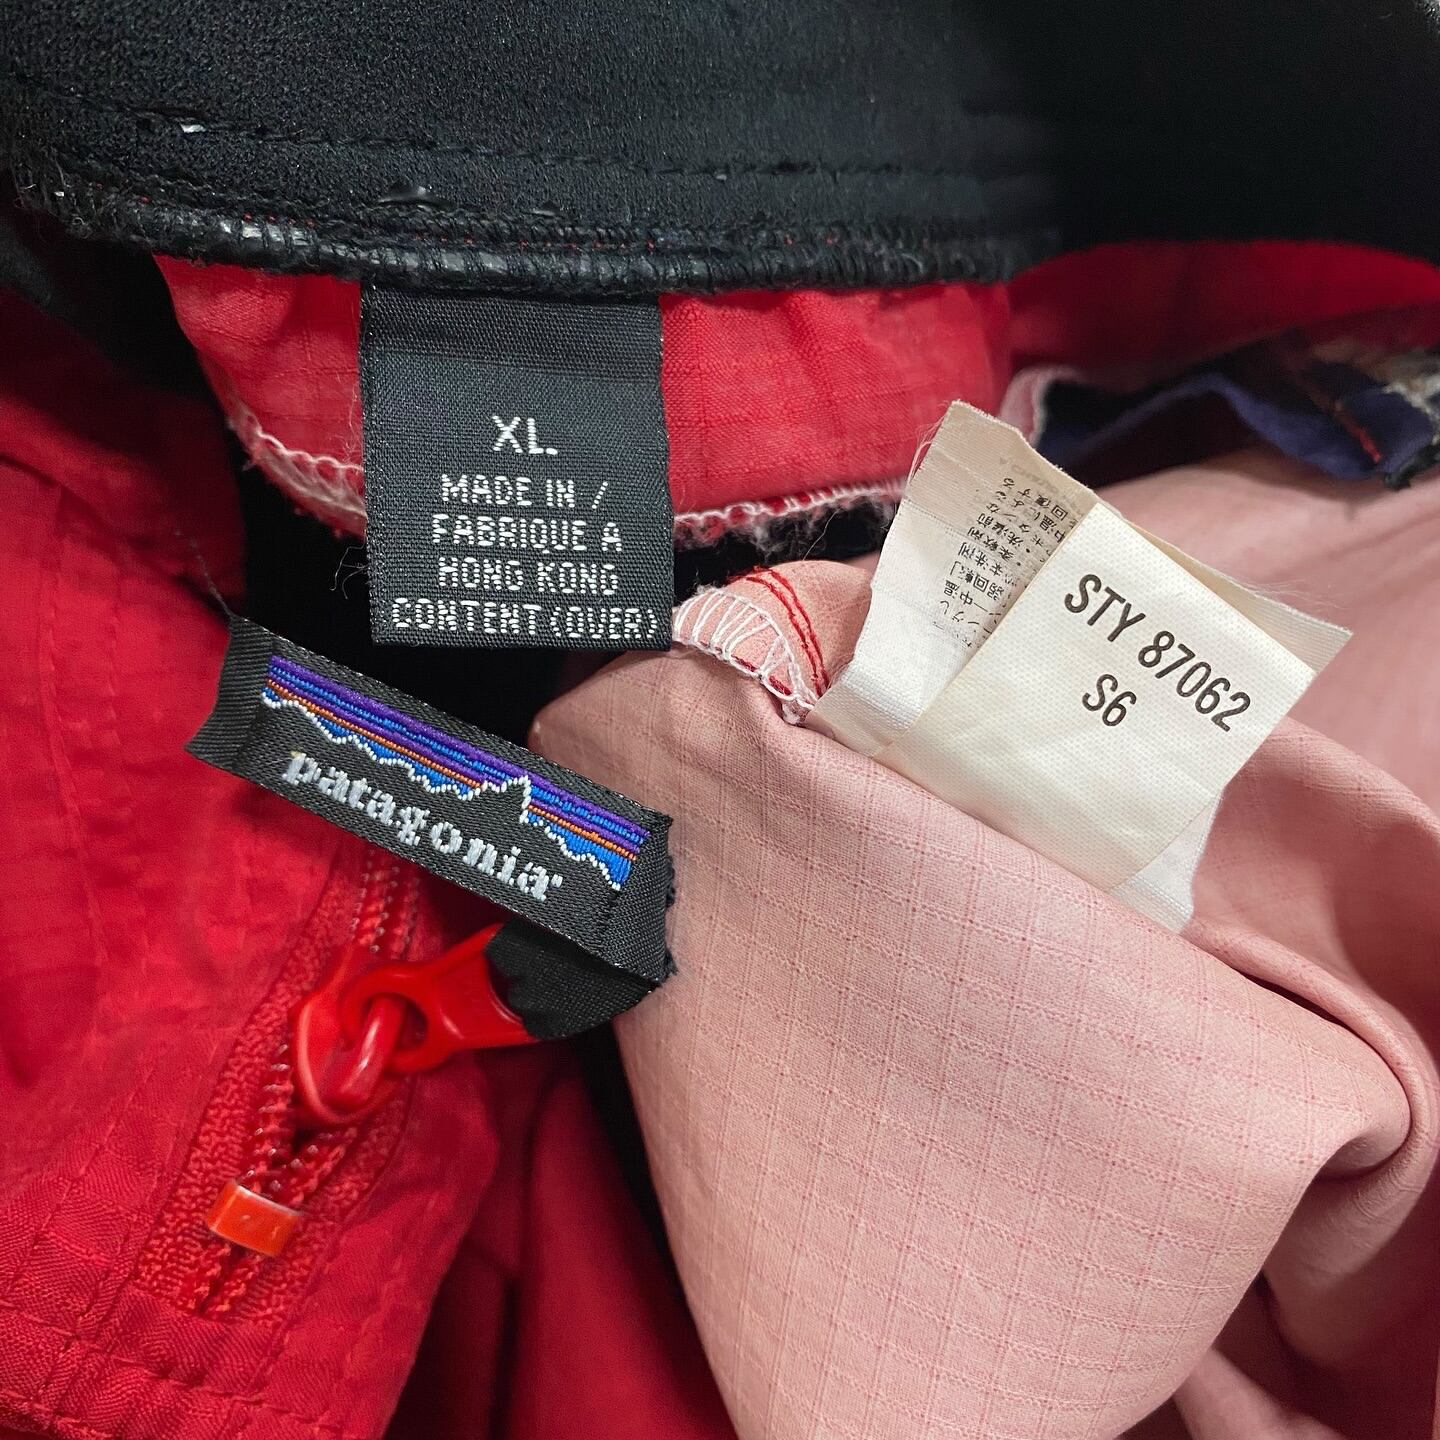 XL.
MADE IN /
FABRIQUE A
HONG KONG
CONTENT (OVER)
patagonia
STY 87062
S6